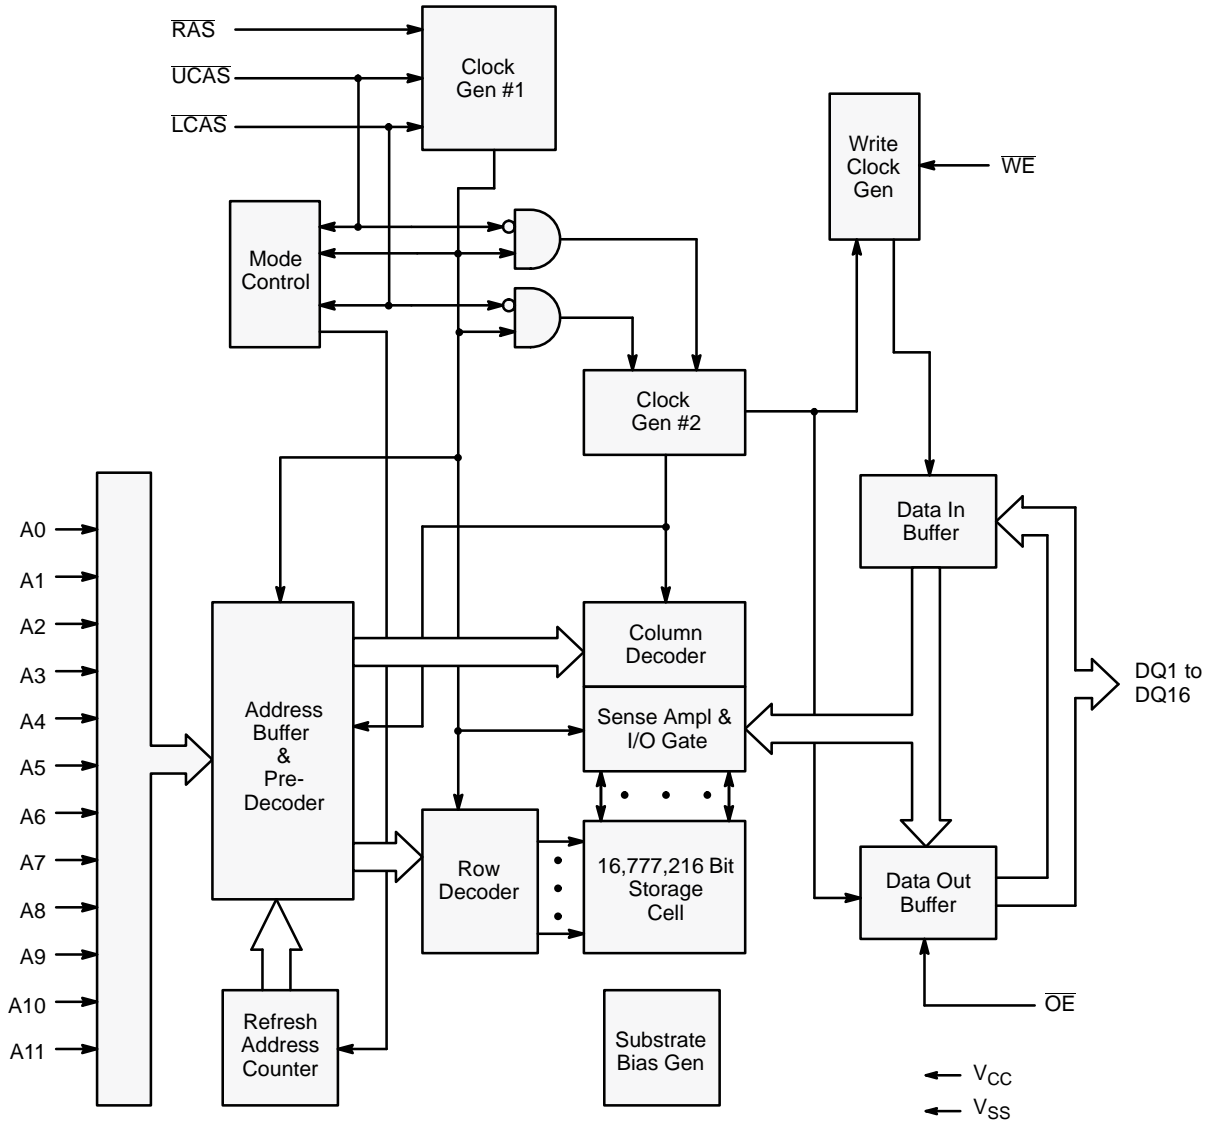 RAS
UCAS
LCAS
Clock
Gen #1
Write
Clock
Gen
WE
Mode
Control
Clock
Gen #2
Data In
Buffer
A0
A1
A2
A3
A4
A5
A6
A7
A8
A9
A10
A11
Address
Buffer
&
Pre-
Decoder
Column
Decoder
Sense Ampl &
I/O Gate
DQ1 to
DQ16
Row
Decoder
16,777,216 Bit
Storage
Cell
Data Out
Buffer
Refresh
Address
Counter
Substrate
Bias Gen
OE
VCC
VSS